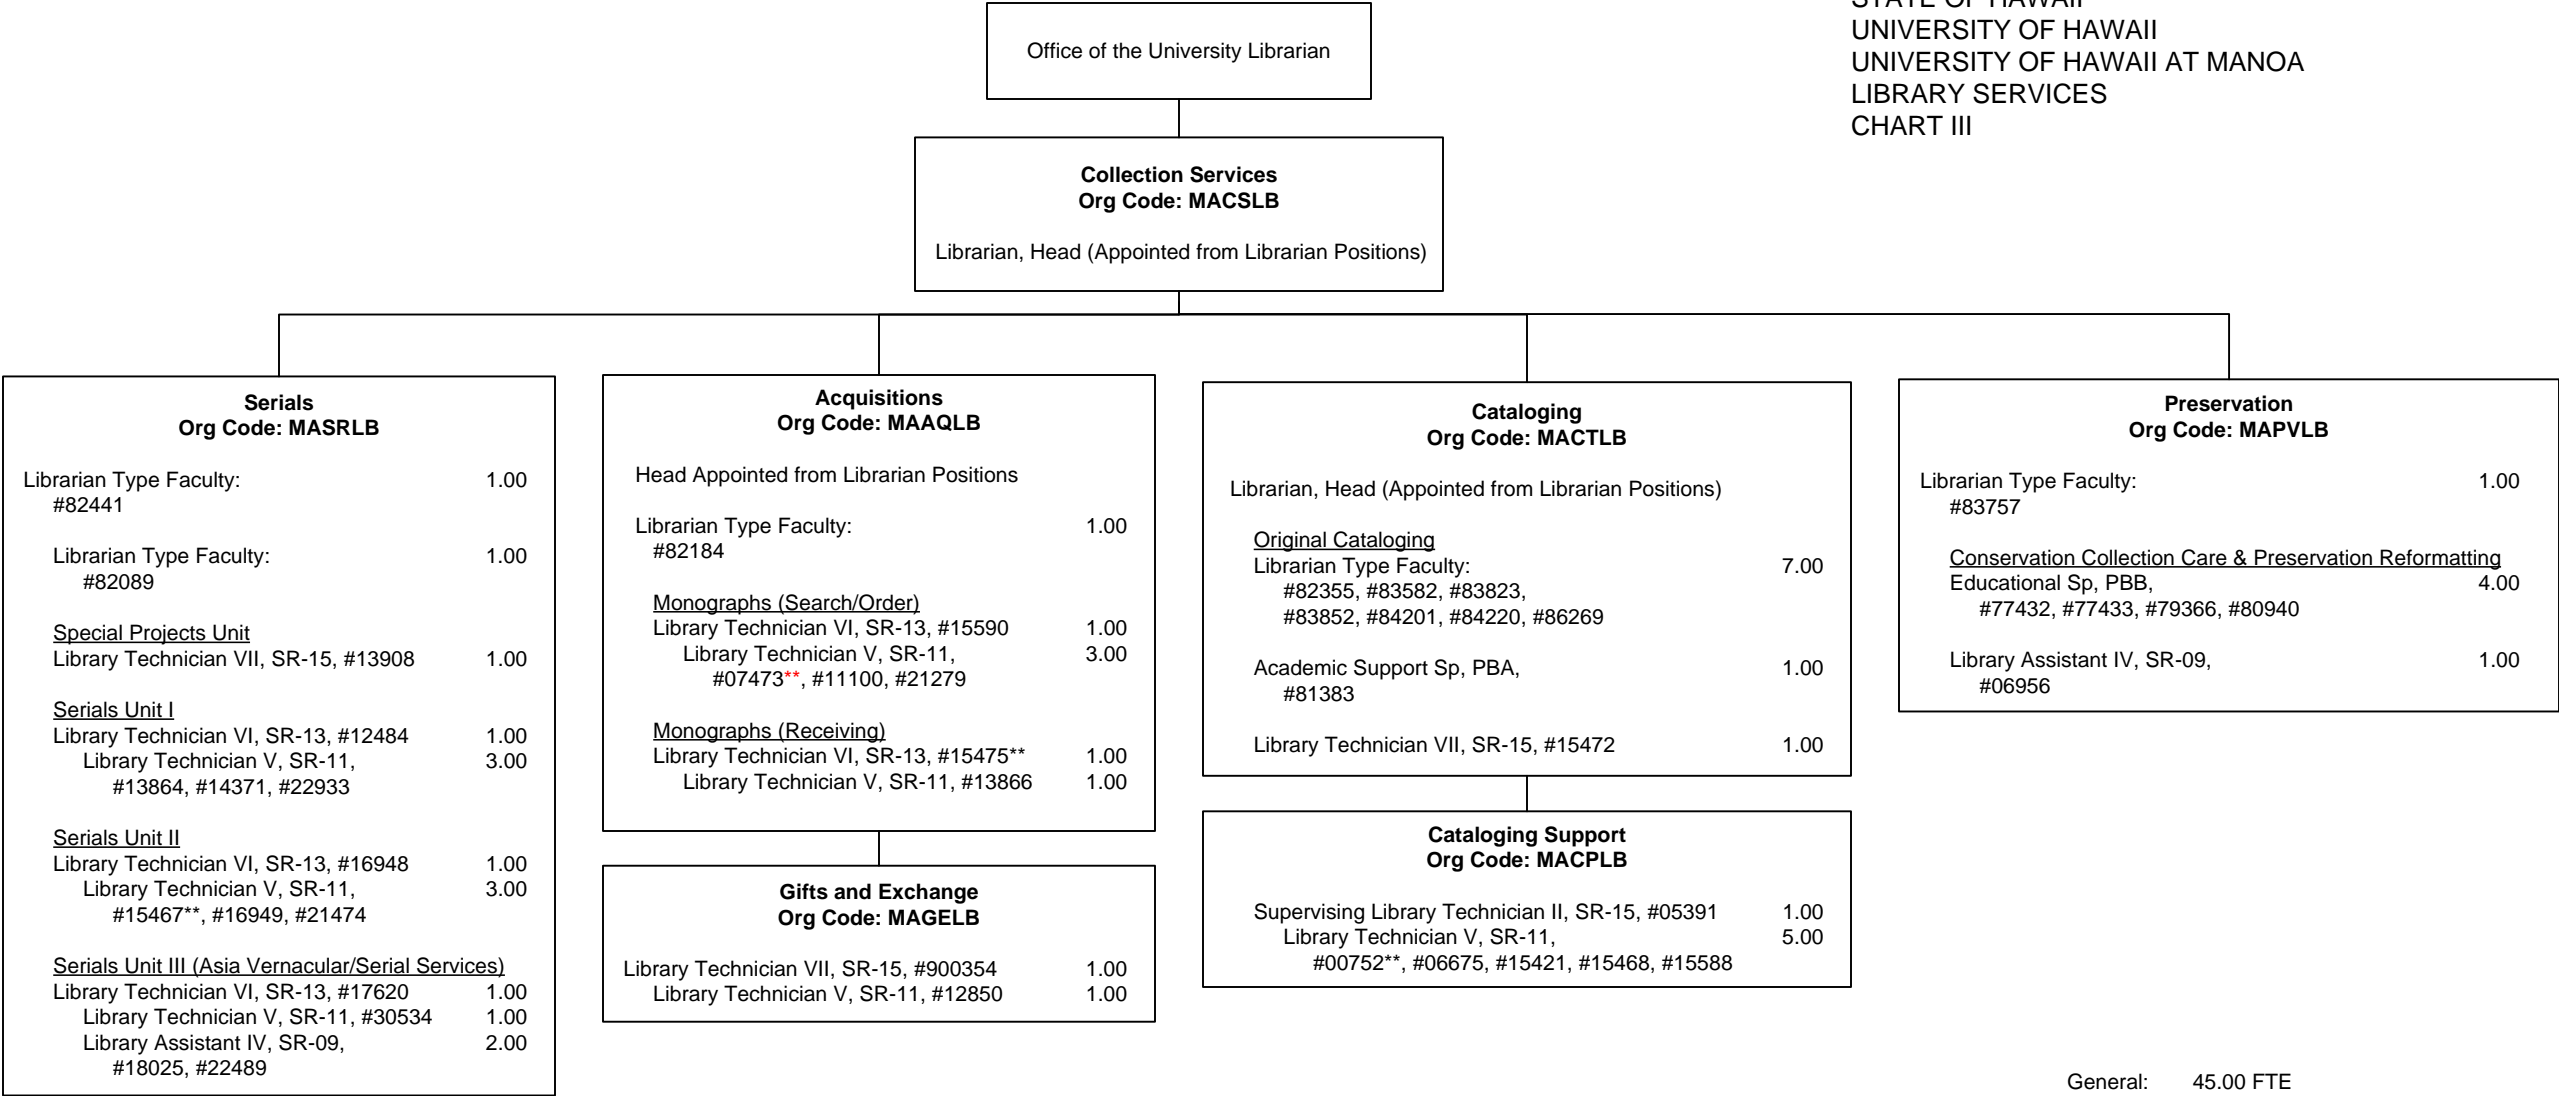 STATE OF HAWAII
UNIVERSITY OF HAWAII
UNIVERSITY OF HAWAII AT MANOA
LIBRARY SERVICES
CHART III
Office of the University Librarian
Collection Services
Org Code: MACSLB
Librarian, Head (Appointed from Librarian Positions)
Serials
Org Code: MASRLB
Librarian Type Faculty: 1.00
#82441
Librarian Type Faculty: 1.00
#82089
Special Projects Unit
Library Technician VII, SR-15, #13908 1.00
Serials Unit I
Library Technician VI, SR-13, #12484 1.00
Library Technician V, SR-11, 3.00
#13864, #14371, #22933
Serials Unit II
Library Technician VI, SR-13, #16948 1.00
Library Technician V, SR-11, 3.00
#15467**, #16949, #21474
Serials Unit III (Asia Vernacular/Serial Services)
Library Technician VI, SR-13, #17620 1.00
Library Technician V, SR-11, #30534 1.00
Library Assistant IV, SR-09, 2.00
#18025, #22489
Acquisitions
Org Code: MAAQLB
Head Appointed from Librarian Positions
Librarian Type Faculty: 1.00
#82184
Monographs (Search/Order)
Library Technician VI, SR-13, #15590 1.00
Library Technician V, SR-11, 3.00
#07473**, #11100, #21279
Monographs (Receiving)
Library Technician VI, SR-13, #15475** 1.00
Library Technician V, SR-11, #13866 1.00
Gifts and Exchange
Org Code: MAGELB
Library Technician VII, SR-15, #900354 1.00
Library Technician V, SR-11, #12850 1.00
Cataloging
Org Code: MACTLB
Librarian, Head (Appointed from Librarian Positions)
Original Cataloging
Librarian Type Faculty: 7.00
#82355, #83582, #83823,
#83852, #84201, #84220, #86269
Academic Support Sp, PBA, 1.00
#81383
Library Technician VII, SR-15, #15472 1.00
Cataloging Support
Org Code: MACPLB
Supervising Library Technician II, SR-15, #05391 1.00
Library Technician V, SR-11, 5.00
#00752**, #06675, #15421, #15468, #15588
Preservation
Org Code: MAPVLB
Librarian Type Faculty: 1.00
#83757
Conservation Collection Care & Preservation Reformatting
Educational Sp, PBB, 4.00
#77432, #77433, #79366, #80940
Library Assistant IV, SR-09, 1.00
#06956
General: 45.00 FTE